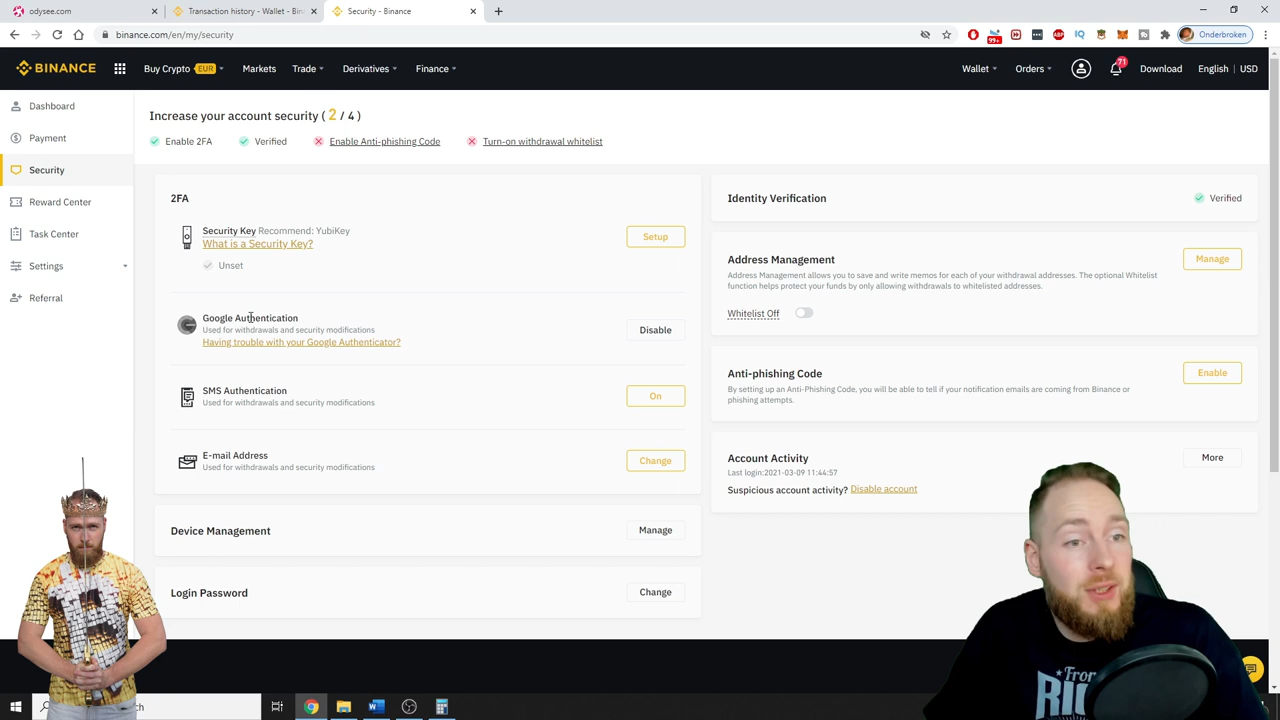 odysee.com
Transaction history - Wallet - Binance
Security - Binance
binance.com/en/my/security
99+
ABP
IQ
Onderbroken
BINANCE
Buy Crypto EUR
Markets
Trade
Derivatives
Finance
Wallet
Orders
71
Download
English | USD
Dashboard
Payment
Security
Reward Center
Task Center
Settings
Referral
Increase your account security ( 2 / 4 )
Enable 2FA
Verified
Enable Anti-phishing Code
Turn-on withdrawal whitelist
2FA
Security Key Recommend: YubiKey
What is a Security Key?
Unset
Setup
Google Authentication
Used for withdrawals and security modifications
Having trouble with your Google Authenticator?
Disable
SMS Authentication
Used for withdrawals and security modifications
On
E-mail Address
Used for withdrawals and security modifications
Change
Device Management
Manage
Login Password
Change
Identity Verification
Verified
Address Management
Address Management allows you to save and write memos for each of your withdrawal addresses. The optional Whitelist
function helps protect your funds by only allowing withdrawals to whitelisted addresses.
Manage
Whitelist Off
Anti-phishing Code
By setting up an Anti-Phishing Code, you will be able to tell if your notification emails are coming from Binance or
phishing attempts.
Enable
Account Activity
Last login:2021-03-09 11:44:57
Suspicious account activity? Disable account
More